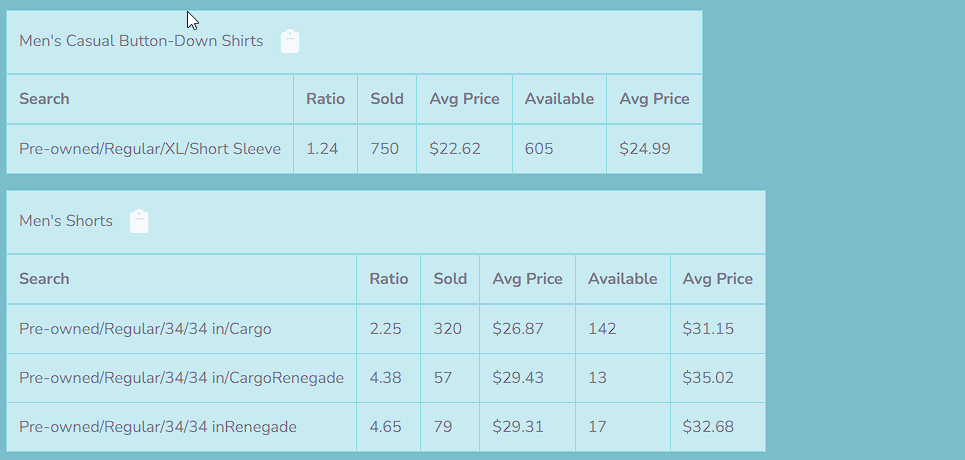 Men's Casual Button-Down Shirts
Search Ratio Sold Avg Price Available Avg Price
Pre-owned/Regular/XL/Short Sleeve 1.24 750 $22.62 605 $24.99
Men's Shorts
Search Ratio Sold Avg Price Available Avg Price
Pre-owned/Regular/34/34 in/Cargo 2.25 320 $26.87 142 $31.15
Pre-owned/Regular/34/34 in/CargoRenegade 4.38 57 $29.43 13 $35.02
Pre-owned/Regular/34/34 inRenegade 4.65 79 $29.31 17 $32.68